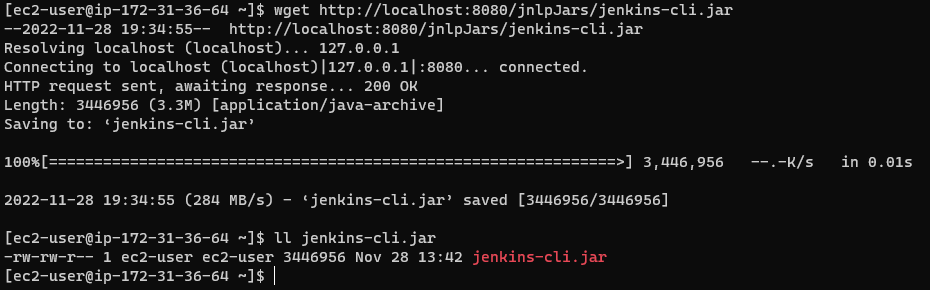 [ec2-user@ip-172-31-36-64 ~]$ wget http://localhost:8080/jnlpJars/jenkins-cli.jar
--2022-11-28 19:34:55--  http://localhost:8080/jnlpJars/jenkins-cli.jar
Resolving localhost (localhost)... 127.0.0.1
Connecting to localhost (localhost)|127.0.0.1|:8080... connected.
HTTP request sent, awaiting response... 200 OK
Length: 3446956 (3.3M) [application/java-archive]
Saving to: ‘jenkins-cli.jar’
100%[===============================================================>] 3,446,956   --.-K/s   in 0.01s
2022-11-28 19:34:55 (284 MB/s) - ‘jenkins-cli.jar’ saved [3446956/3446956]
[ec2-user@ip-172-31-36-64 ~]$ ll jenkins-cli.jar
-rw-rw-r-- 1 ec2-user ec2-user 3446956 Nov 28 13:42 jenkins-cli.jar
[ec2-user@ip-172-31-36-64 ~]$